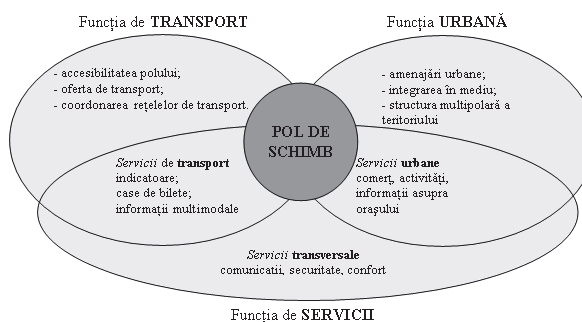 Funcția de TRANSPORT
Funcția URBANĂ
- accesibilitatea polului;
- oferta de transport;
- coordonarea rețelelor de transport.
- amenajări urbane;
- integrarea în mediu;
- structura multipolară a
teritoriului
POL DE
SCHIMB
Servicii de transport
indicatoare;
case de bilete;
informații multimodale
Servicii urbane
comerț, activități,
informații asupra
orașului
Servicii transversale
comunicatii, securitate, confort
Funcția de SERVICII